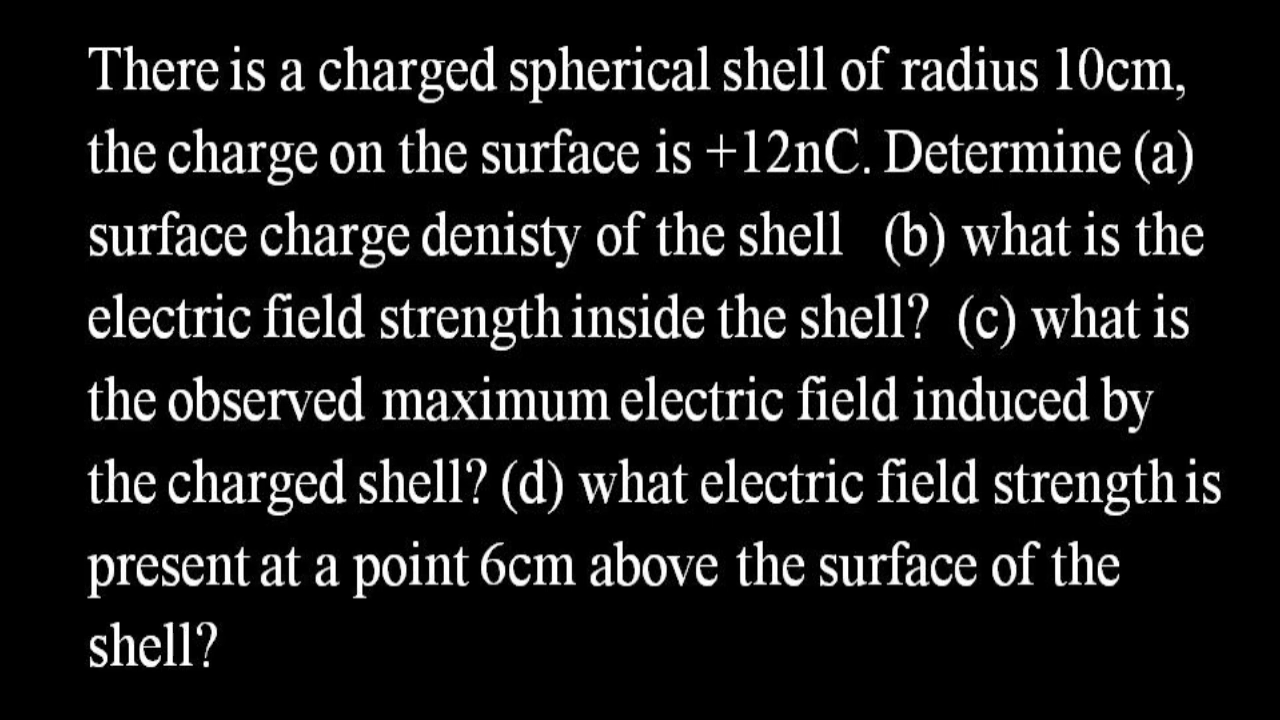 There is a charged spherical shell of radius 10cm,
the charge on the surface is +12nC. Determine (a)
surface charge denisty of the shell (b) what is the
electric field strength inside the shell? (c) what is
the observed maximum electric field induced by
the charged shell? (d) what electric field strength is
present at a point 6cm above the surface of the
shell?